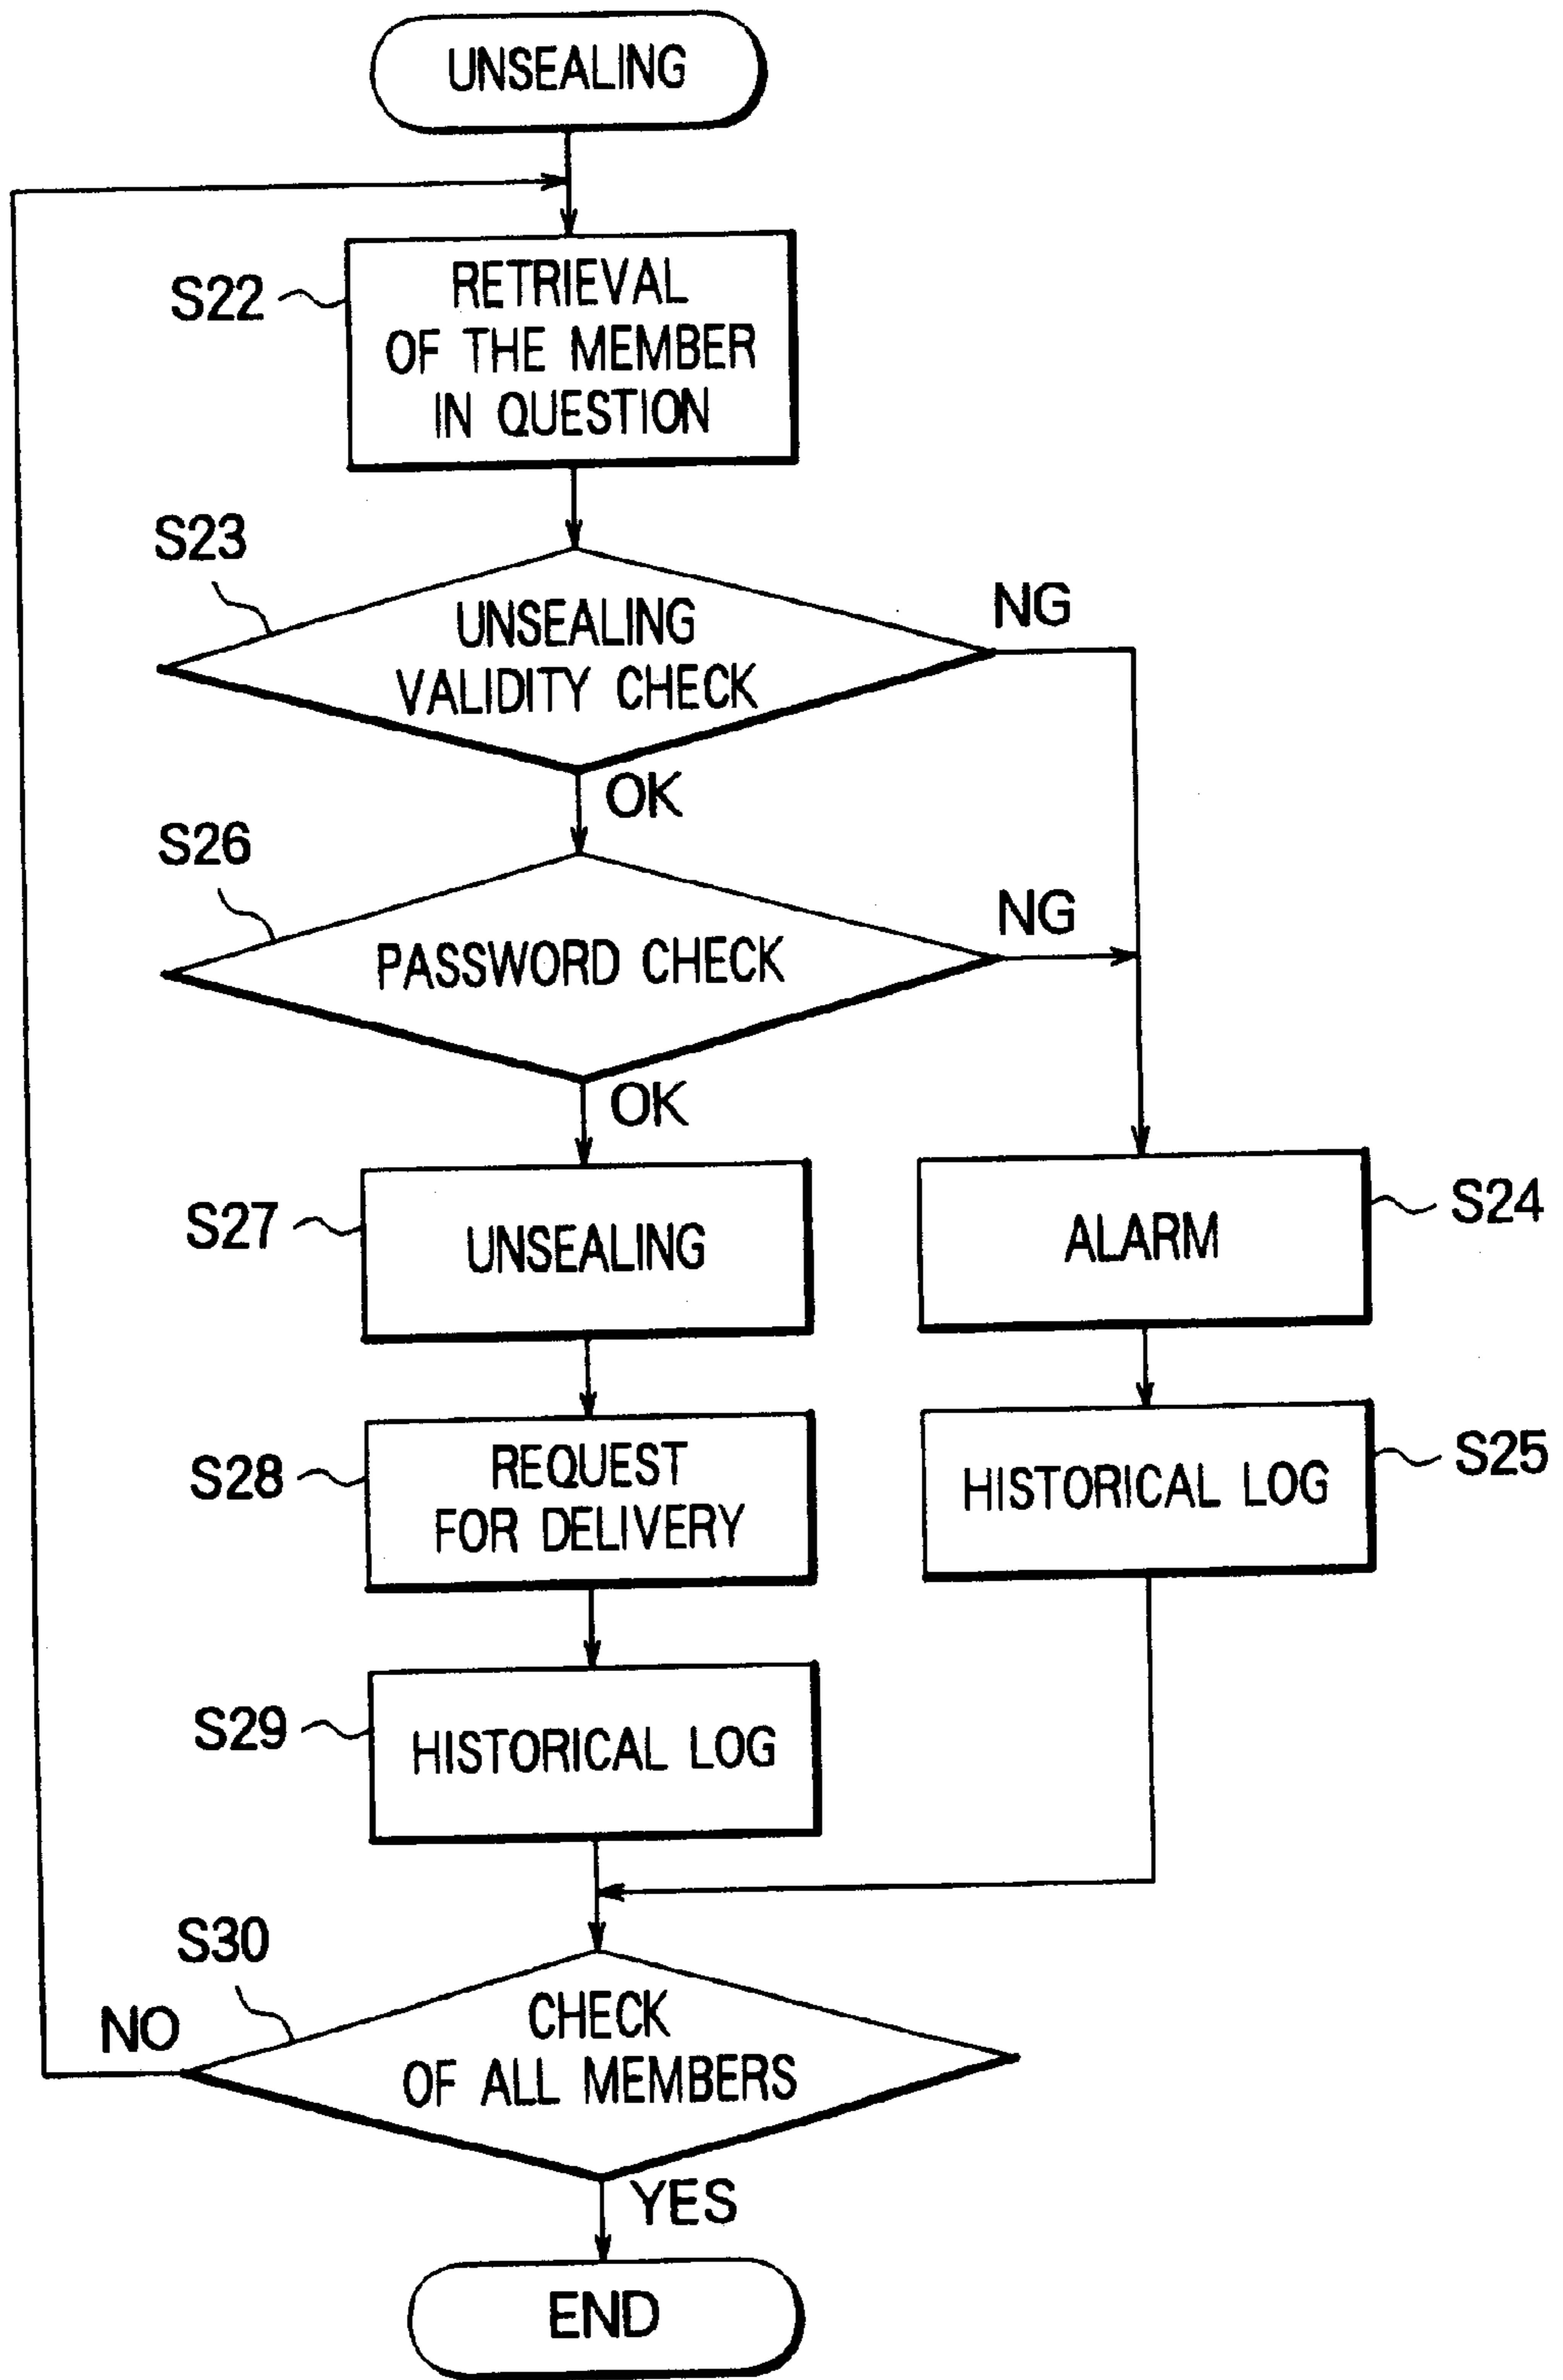 UNSEALING
S22
RETRIEVAL
OF THE MEMBER
IN QUESTION
S23
UNSEALING
VALIDITY CHECK
NG
OK
S26
PASSWORD CHECK
NG
OK
S27
UNSEALING
ALARM
S24
S28
REQUEST
FOR DELIVERY
HISTORICAL LOG
S25
S29
HISTORICAL LOG
S30
NO
CHECK
OF ALL MEMBERS
YES
END